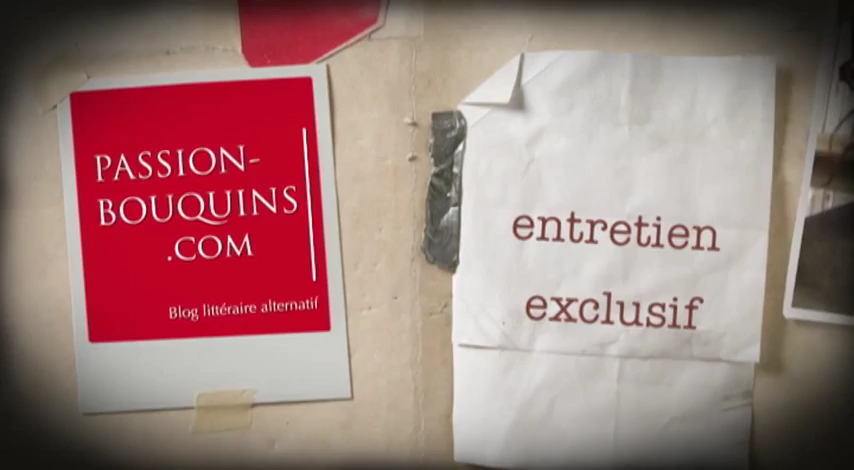 PASSION-
BOUQUINS
.COM
Blog littéraire alternatif
entretien
exclusif